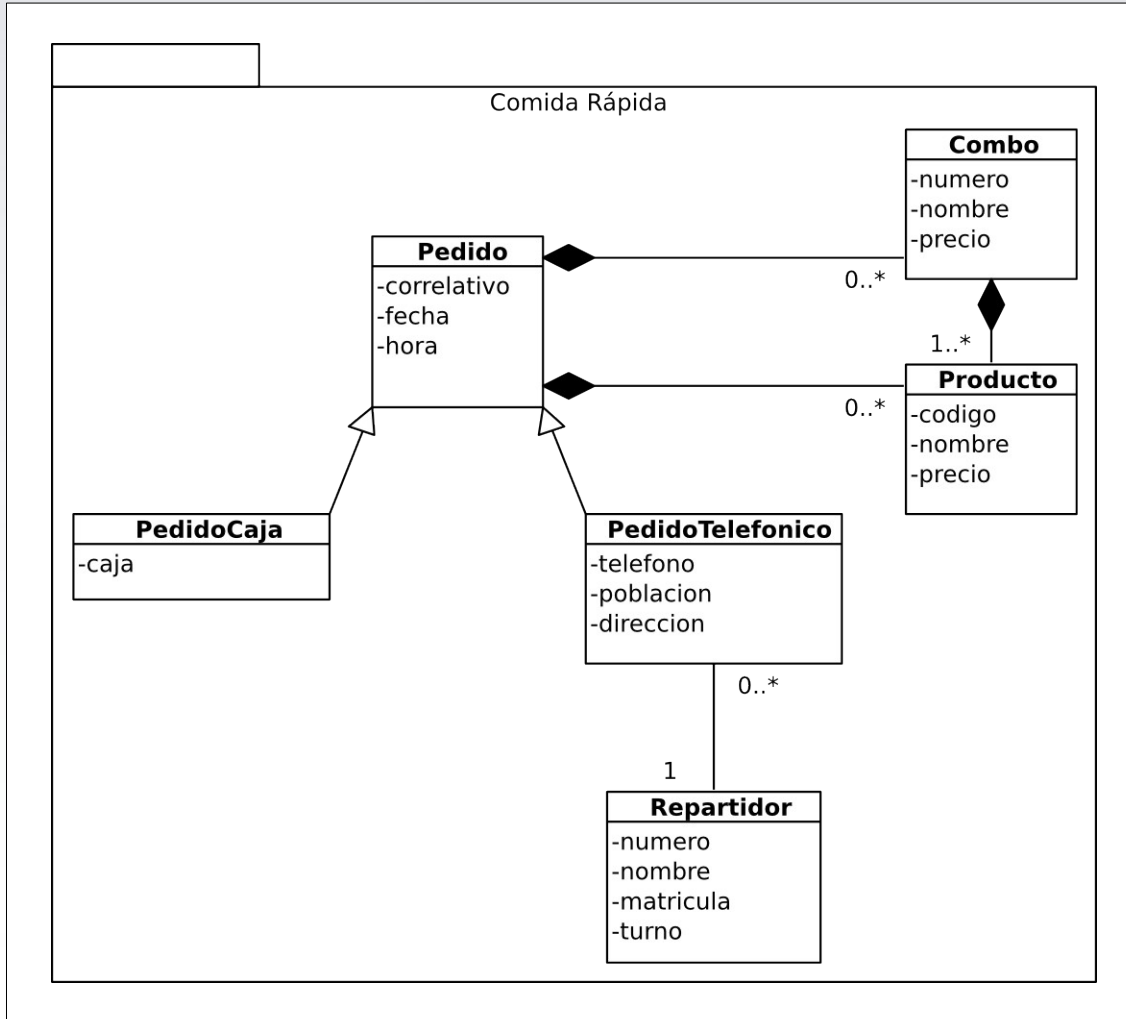 Comida Rápida
Combo
-numero
-nombre
-precio
Pedido
-correlativo
-fecha
-hora
0..*
1..*
Producto
-codigo
-nombre
-precio
0..*
PedidoCaja
-caja
PedidoTelefonico
-telefono
-poblacion
-direccion
0..*
1
Repartidor
-numero
-nombre
-matricula
-turno